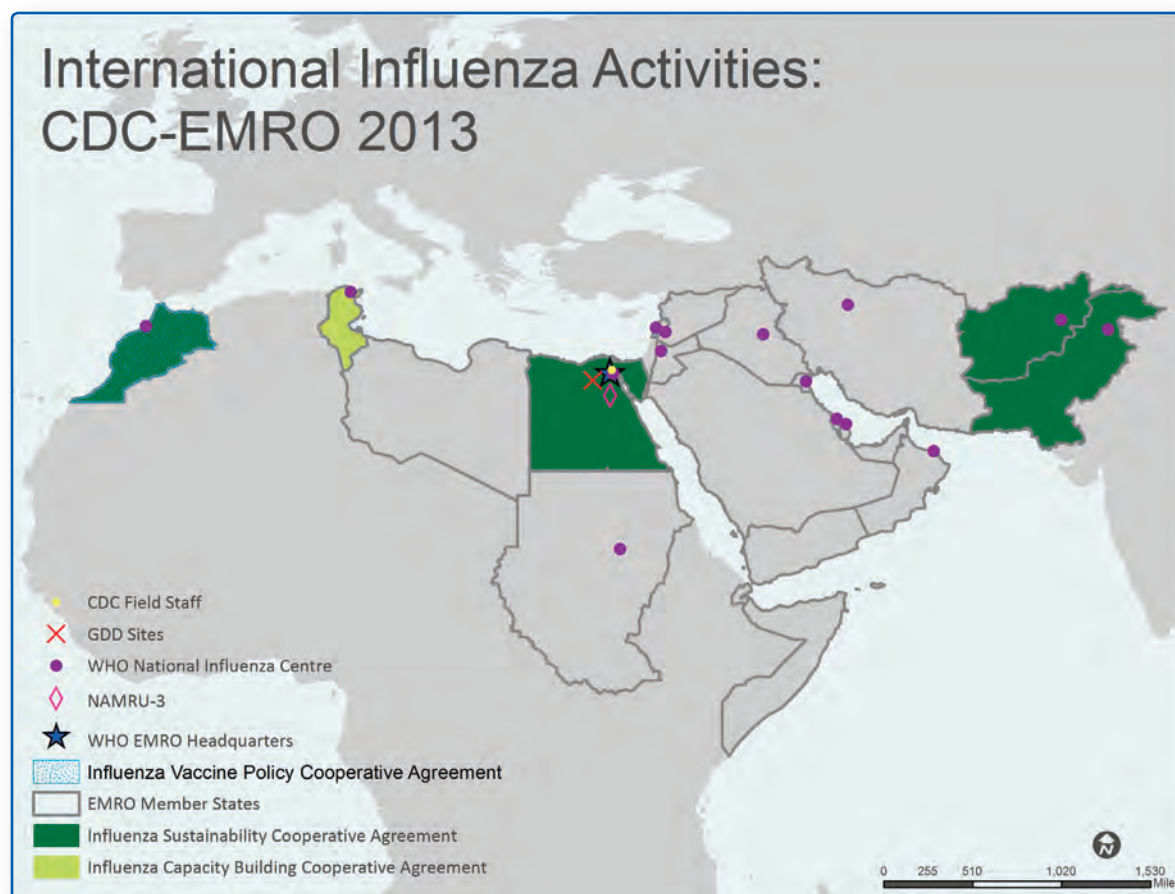 International Influenza Activities:
CDC-EMRO 2013
CDC Field Staff
GDD Sites
WHO National Influenza Centre
NAMRU-3
WHO EMRO Headquarters
Influenza Vaccine Policy Cooperative Agreement
EMRO Member States
Influenza Sustainability Cooperative Agreement
Influenza Capacity Building Cooperative Agreement
N
0 255 510 1,020 1,530
Mile